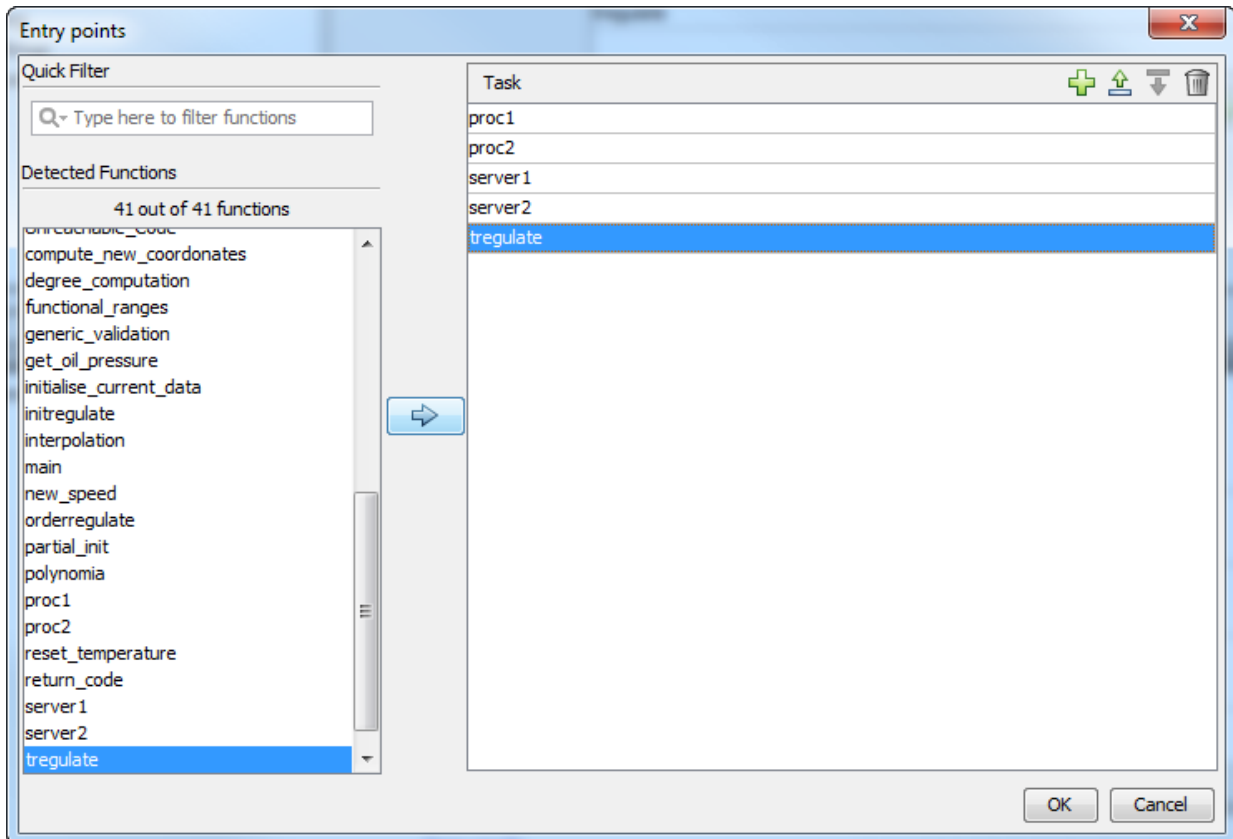 Entry points
x
Quick Filter
Type here to filter functions
Detected Functions
41 out of 41 functions
compute_new_coordonates
degree_computation
functional_ranges
generic_validation
get_oil_pressure
initialise_current_data
initregulate
interpolation
main
new_speed
orderregulate
partial_init
polynomia
proc1
proc2
reset_temperature
return_code
server1
server2
tregulate
Task
proc1
proc2
server1
server2
tregulate
OK
Cancel